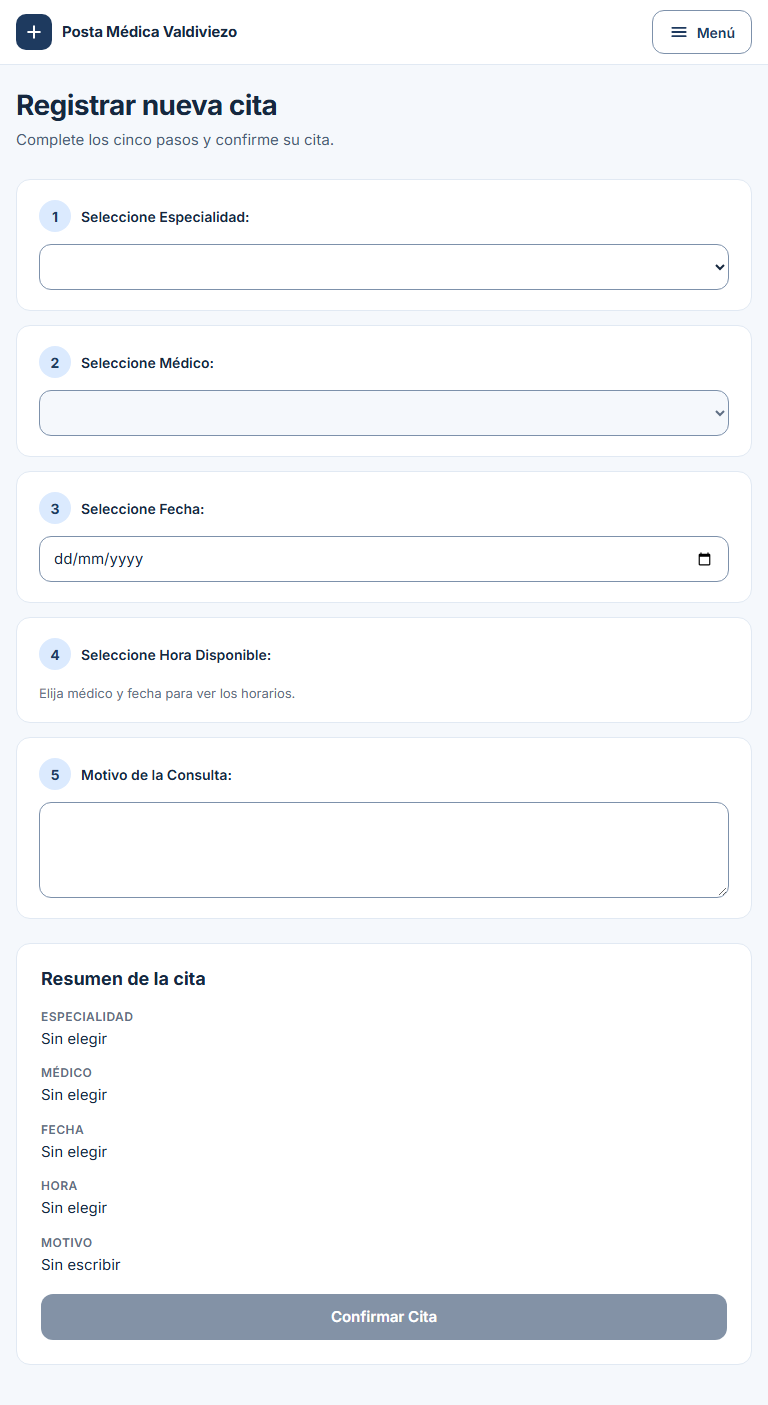 Posta Médica Valdiviezo
Menú
Registrar nueva cita
Complete los cinco pasos y confirme su cita.
1 Seleccione Especialidad:
2 Seleccione Médico:
3 Seleccione Fecha:
dd/mm/yyyy
4 Seleccione Hora Disponible:
Elija médico y fecha para ver los horarios.
5 Motivo de la Consulta:
Resumen de la cita
ESPECIALIDAD
Sin elegir
MÉDICO
Sin elegir
FECHA
Sin elegir
HORA
Sin elegir
MOTIVO
Sin escribir
Confirmar Cita